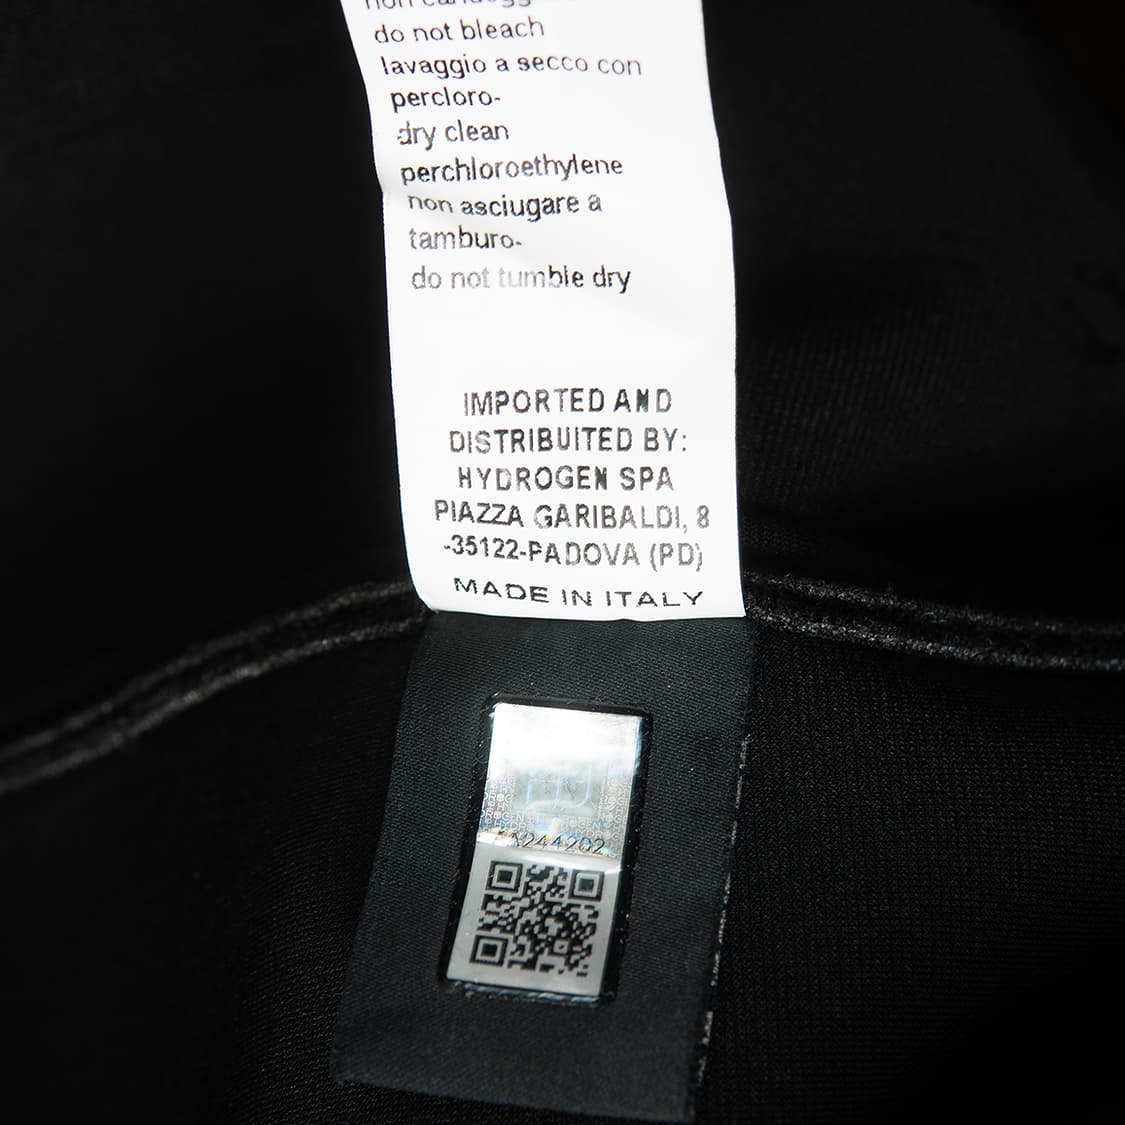 do not bleach
lavaggio a secco con
percloro-
dry clean
perchloroethylene
non asciugare a
tamburo-
do not tumble dry
IMPORTED AND
DISTRIBUITED BY:
HYDROGEN SPA
PIAZZA GARIBALDI, 8
-35122-PADOVA (PD)
MADE IN ITALY